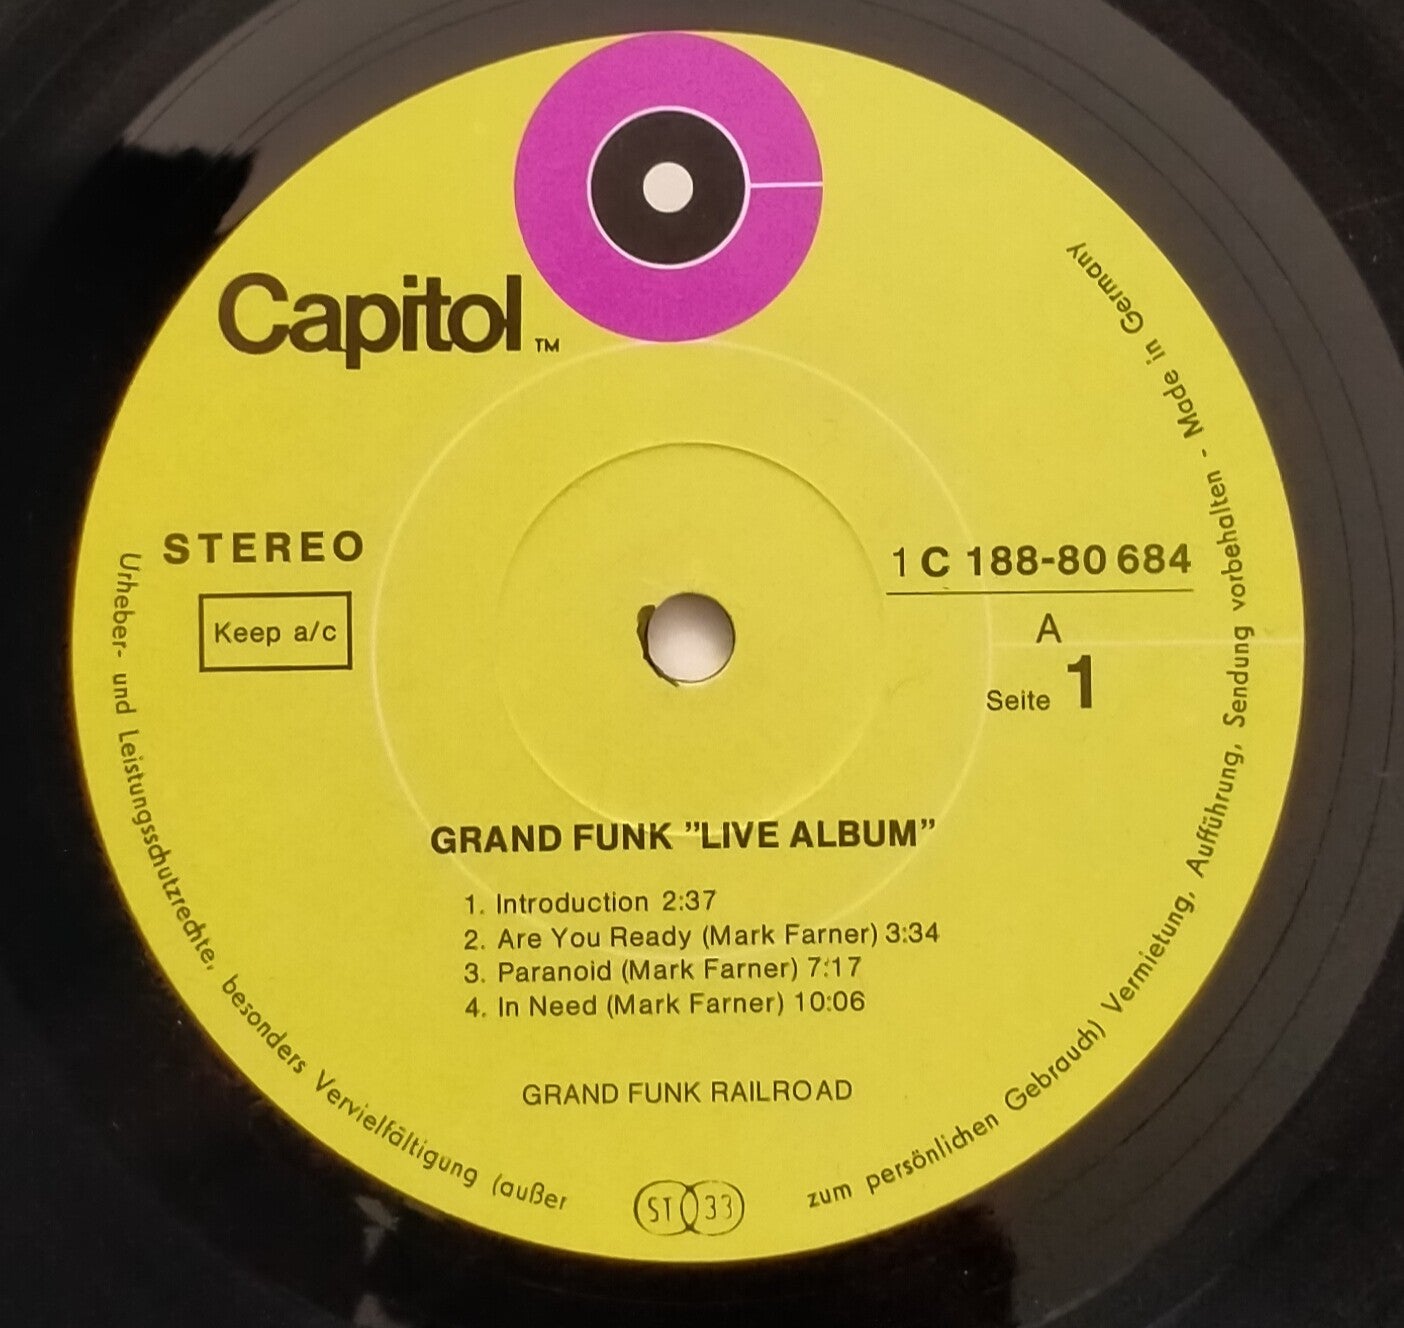 Capitol TM
STEREO
Keep a/c
1 C 188-80 684
A
Seite 1
GRAND FUNK "LIVE ALBUM"
1. Introduction 2:37
2. Are You Ready (Mark Farner) 3:34
3. Paranoid (Mark Farner) 7:17
4. In Need (Mark Farner) 10:06
GRAND FUNK RAILROAD
ST 33
Urheber- und Leistungsschutzrechte, besonders Vervielfältigung (außer zum persönlichen Gebrauch) Vermietung, Aufführung, Sendung vorbehalten - Made in Germany